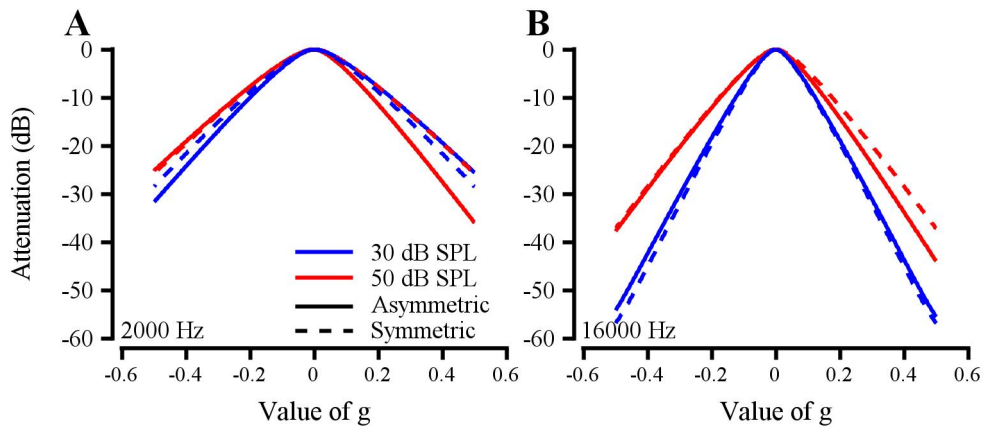 A
B
0
-10
-20
-30
-40
-50
-60
Attenuation (dB)
30 dB SPL
50 dB SPL
Asymmetric
Symmetric
2000 Hz
-0.6 -0.4 -0.2 0 0.2 0.4 0.6
Value of g
0
-10
-20
-30
-40
-50
-60
16000 Hz
-0.6 -0.4 -0.2 0 0.2 0.4 0.6
Value of g